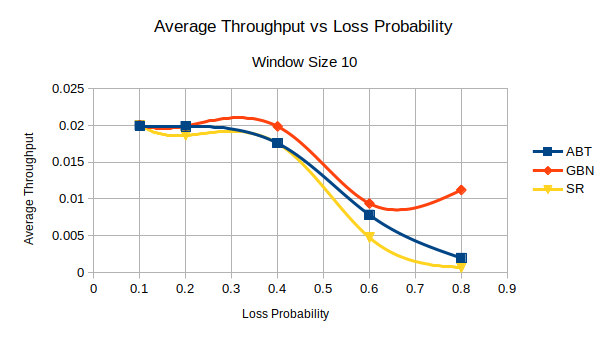 Average Throughput vs Loss Probability
Window Size 10
0.025
0.02
0.015
0.01
0.005
0
Average Throughput
0 0.1 0.2 0.3 0.4 0.5 0.6 0.7 0.8 0.9
Loss Probability
ABT
GBN
SR